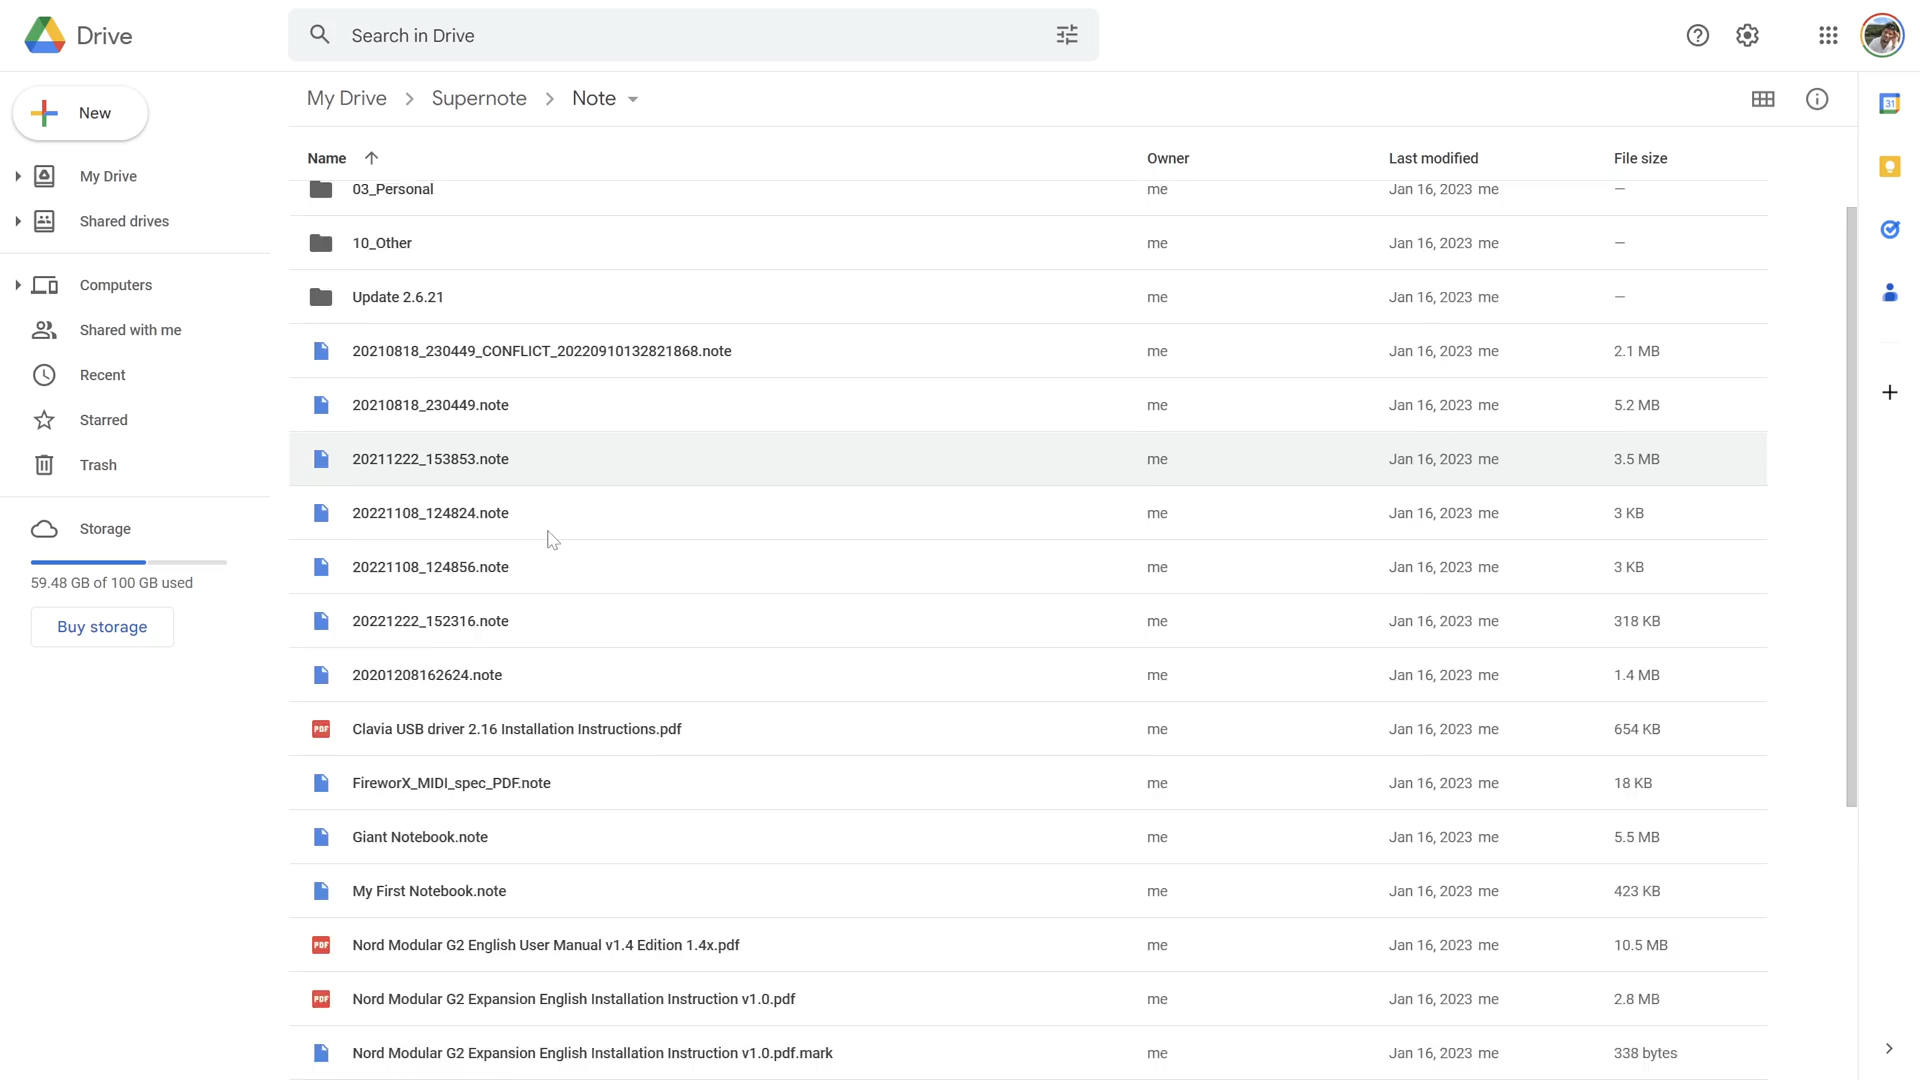 Drive
Search in Drive
New
My Drive
Shared drives
Computers
Shared with me
Recent
Starred
Trash
Storage
59.48 GB of 100 GB used
Buy storage
My Drive > Supernote > Note
Name Owner Last modified File size
03_Personal me Jan 16, 2023 me —
10_Other me Jan 16, 2023 me —
Update 2.6.21 me Jan 16, 2023 me —
20210818_230449_CONFLICT_20220910132821868.note me Jan 16, 2023 me 2.1 MB
20210818_230449.note me Jan 16, 2023 me 5.2 MB
20211222_153853.note me Jan 16, 2023 me 3.5 MB
20221108_124824.note me Jan 16, 2023 me 3 KB
20221108_124856.note me Jan 16, 2023 me 3 KB
20221222_152316.note me Jan 16, 2023 me 318 KB
20201208162624.note me Jan 16, 2023 me 1.4 MB
PDF Clavia USB driver 2.16 Installation Instructions.pdf me Jan 16, 2023 me 654 KB
FireworX_MIDI_spec_PDF.note me Jan 16, 2023 me 18 KB
Giant Notebook.note me Jan 16, 2023 me 5.5 MB
My First Notebook.note me Jan 16, 2023 me 423 KB
PDF Nord Modular G2 English User Manual v1.4 Edition 1.4x.pdf me Jan 16, 2023 me 10.5 MB
PDF Nord Modular G2 Expansion English Installation Instruction v1.0.pdf me Jan 16, 2023 me 2.8 MB
Nord Modular G2 Expansion English Installation Instruction v1.0.pdf.mark me Jan 16, 2023 me 338 bytes
31